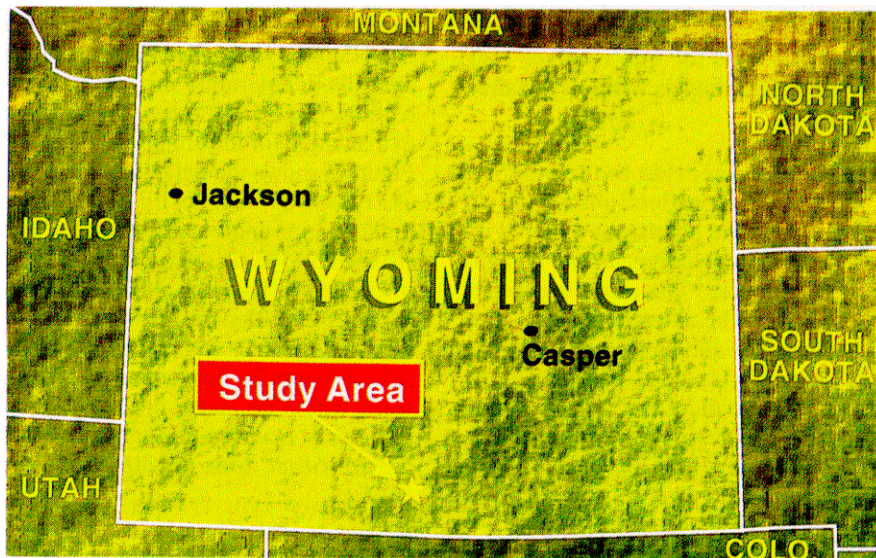 MONTANA
NORTH
DAKOTA
Jackson
IDAHO
WYOMING
Casper
SOUTH
DAKOTA
Study Area
UTAH
COLO.